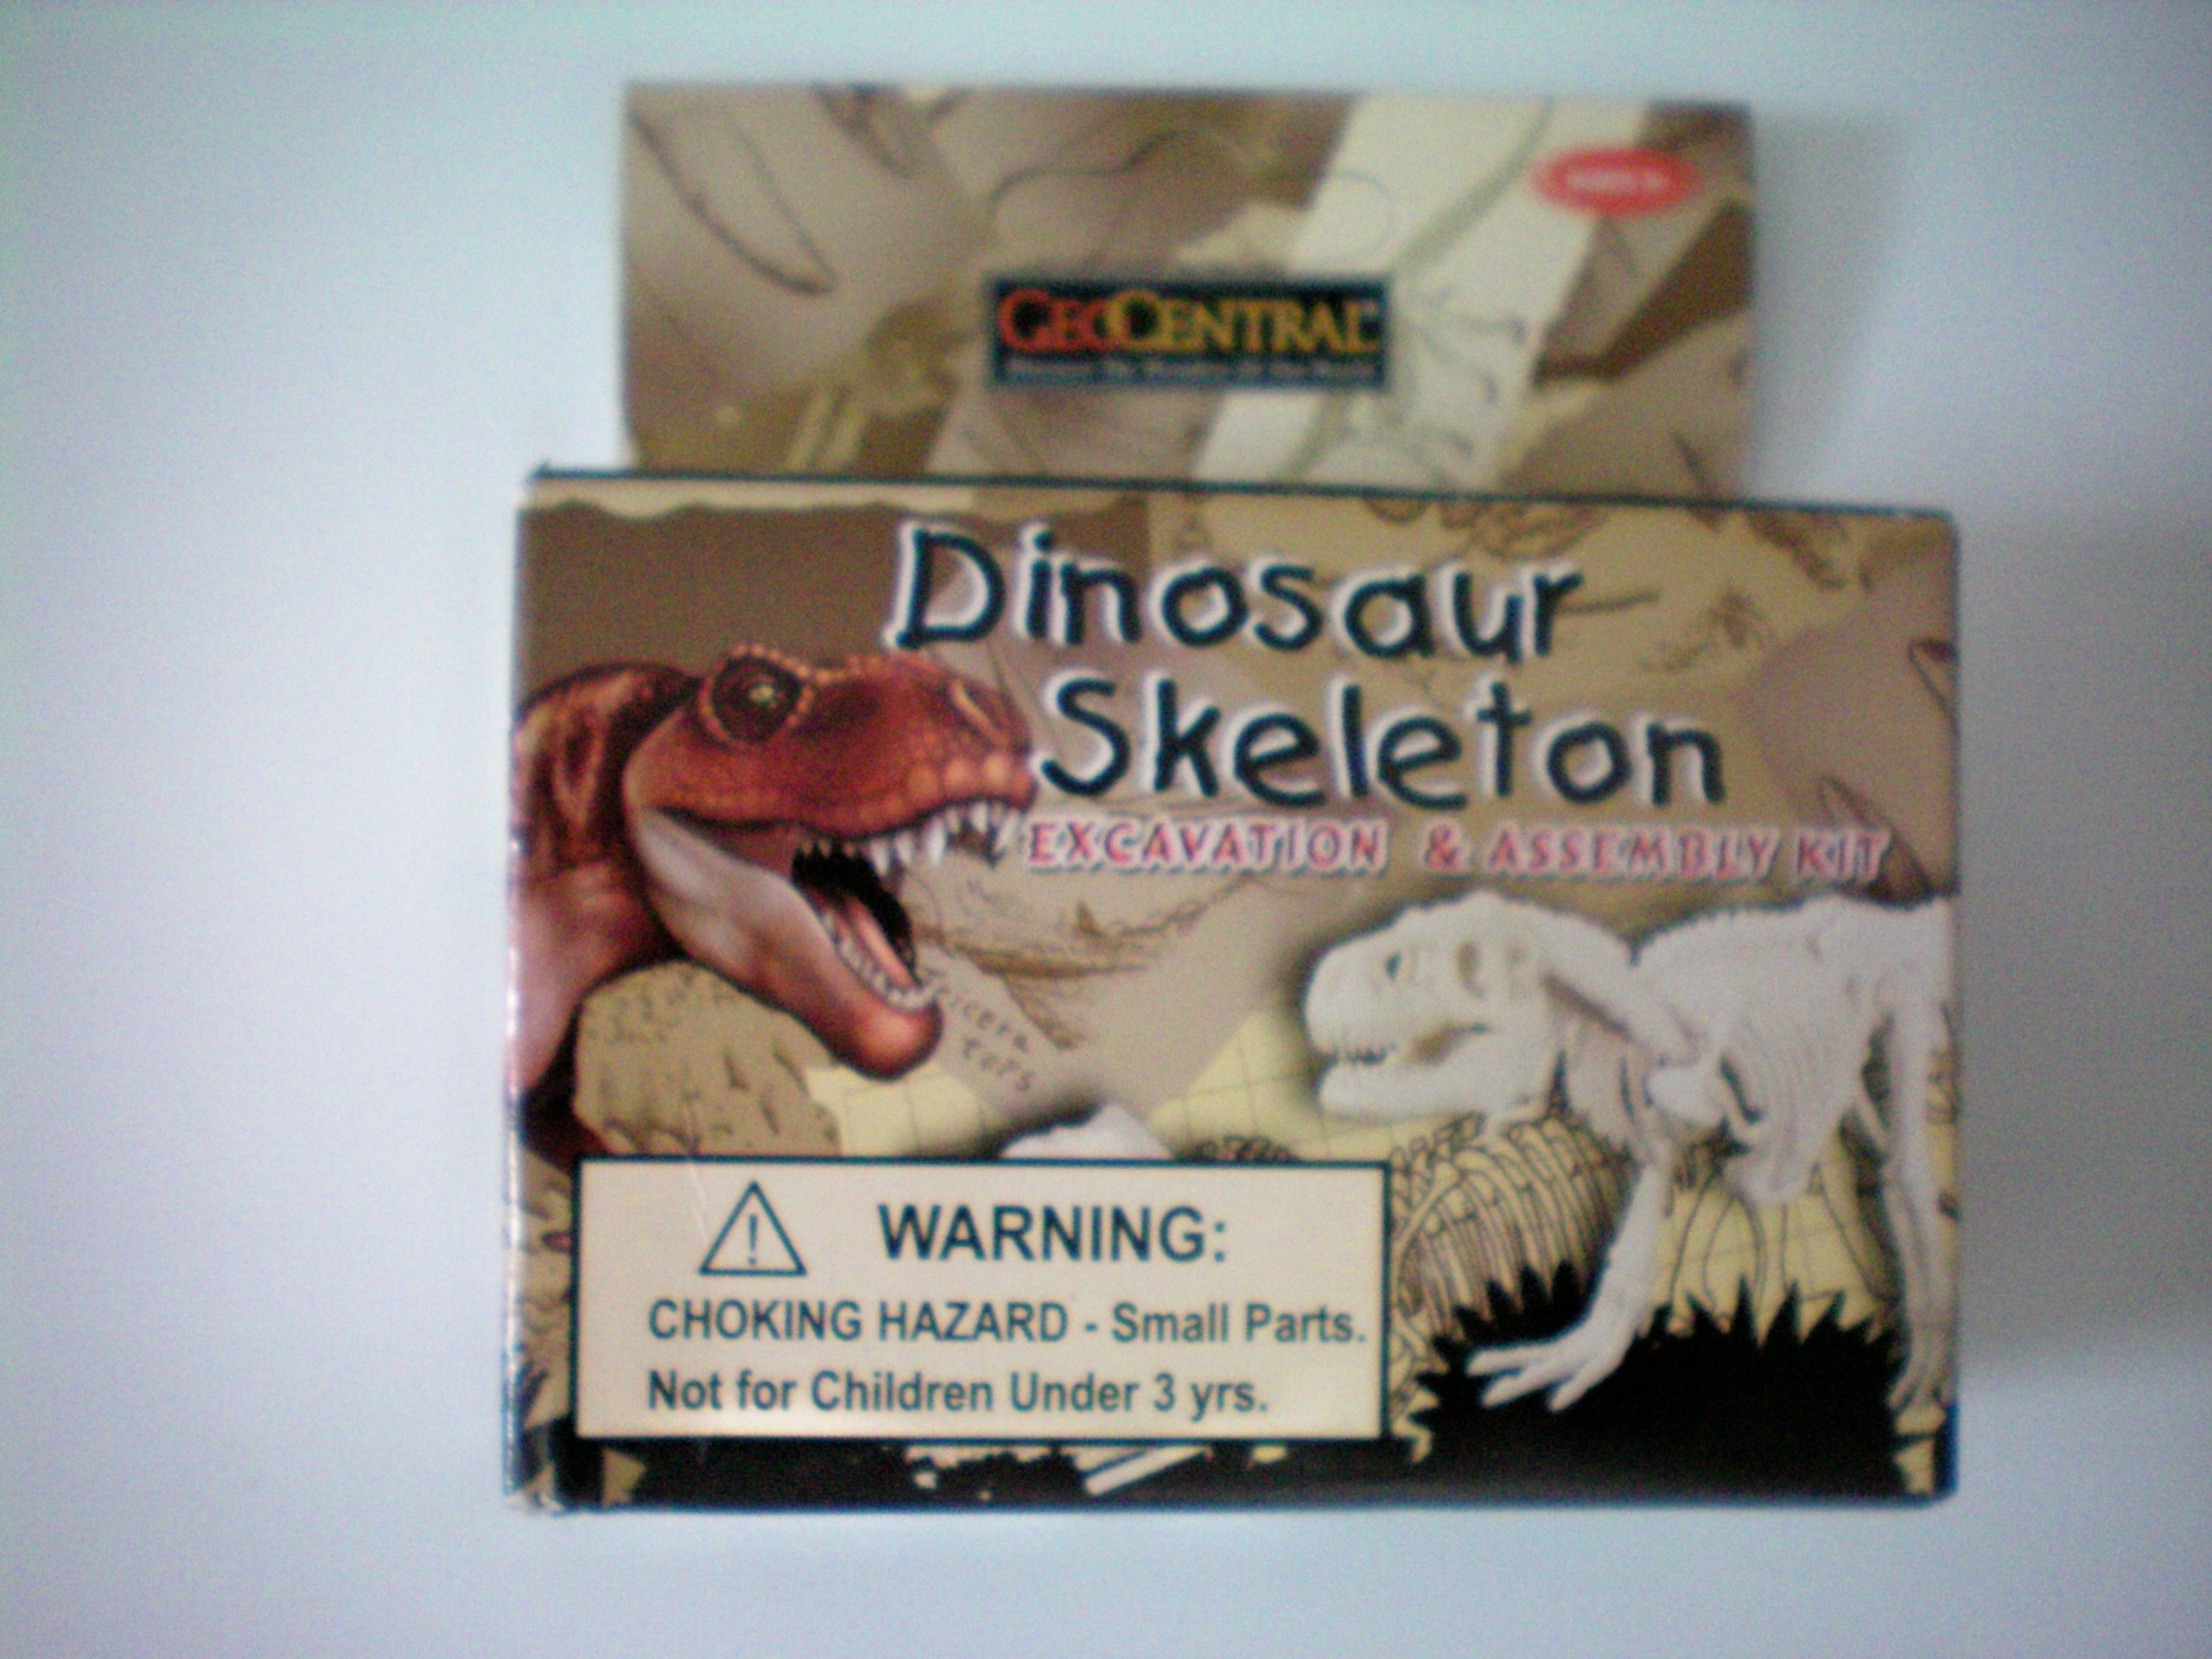 GEOCENTRAL
Dinosaur
Skeleton
EXCAVATION & ASSEMBLY KIT
WARNING:
CHOKING HAZARD - Small Parts.
Not for Children Under 3 yrs.